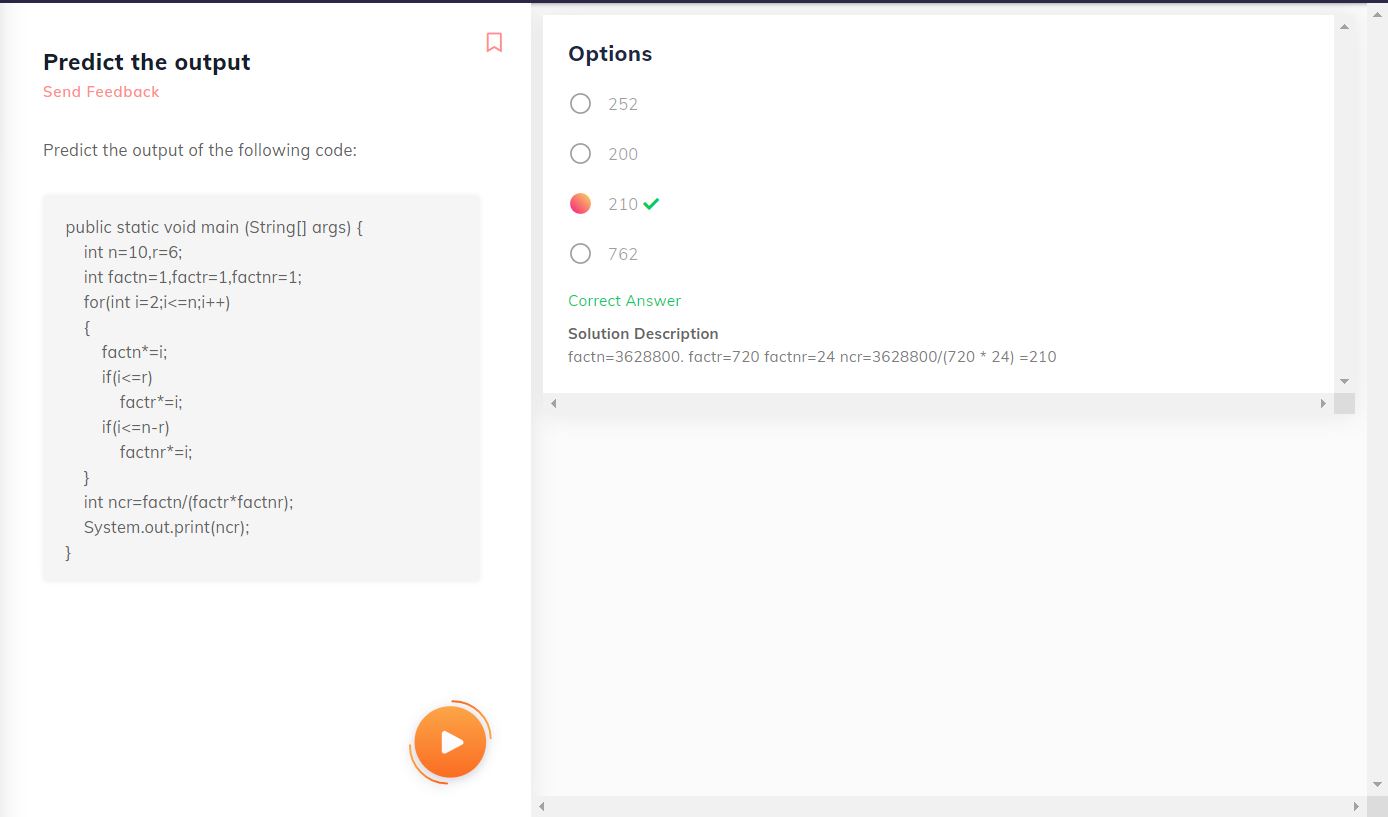 Predict the output
Send Feedback
Predict the output of the following code:
public static void main (String[] args) {
    int n=10,r=6;
    int factn=1,factr=1,factnr=1;
    for(int i=2;i<=n;i++)
    {
        factn*=i;
        if(i<=r)
            factr*=i;
        if(i<=n-r)
            factnr*=i;
    }
    int ncr=factn/(factr*factnr);
    System.out.print(ncr);
}
Options
252
200
210
762
Correct Answer
Solution Description
factn=3628800. factr=720 factnr=24 ncr=3628800/(720 * 24) =210